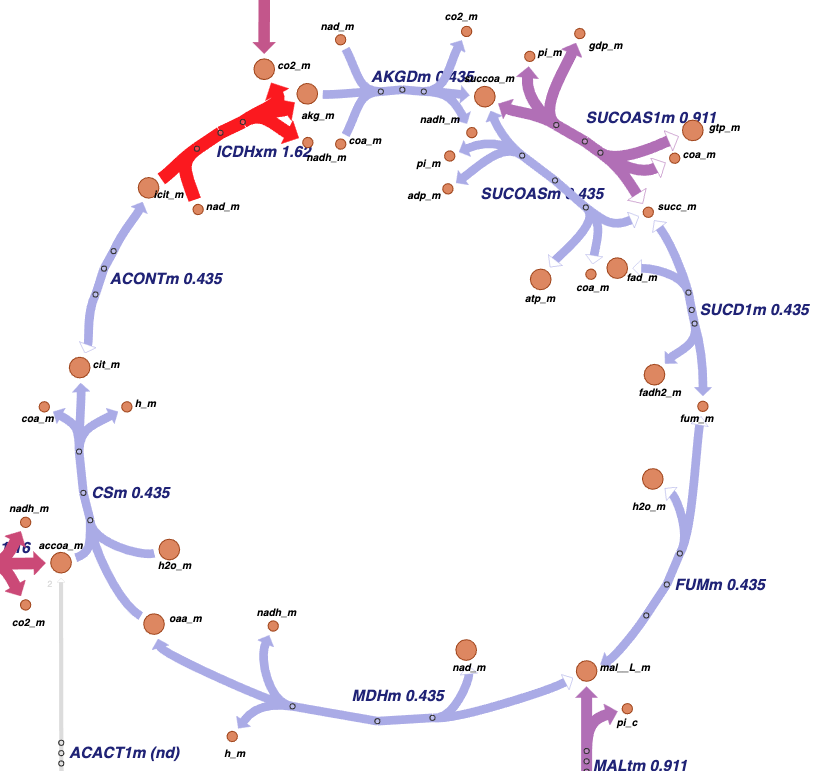 nad_m
co2_m
gdp_m
pi_m
co2_m
AKGDm 0.435
succoa_m
akg_m
nadh_m
SUCOAS1m 0.911
gtp_m
ICDHxm 1.62
nadh_m
coa_m
coa_m
pi_m
icit_m
nad_m
adp_m
SUCOASm 0.435
succ_m
ACONTm 0.435
fad_m
coa_m
atp_m
SUCD1m 0.435
cit_m
fadh2_m
coa_m
h_m
fum_m
CSm 0.435
h2o_m
nadh_m
accoa_m
h2o_m
2
FUMm 0.435
co2_m
oaa_m
nadh_m
nad_m
mal__L_m
MDHm 0.435
pi_c
h_m
ACACT1m (nd)
MALtm 0.911